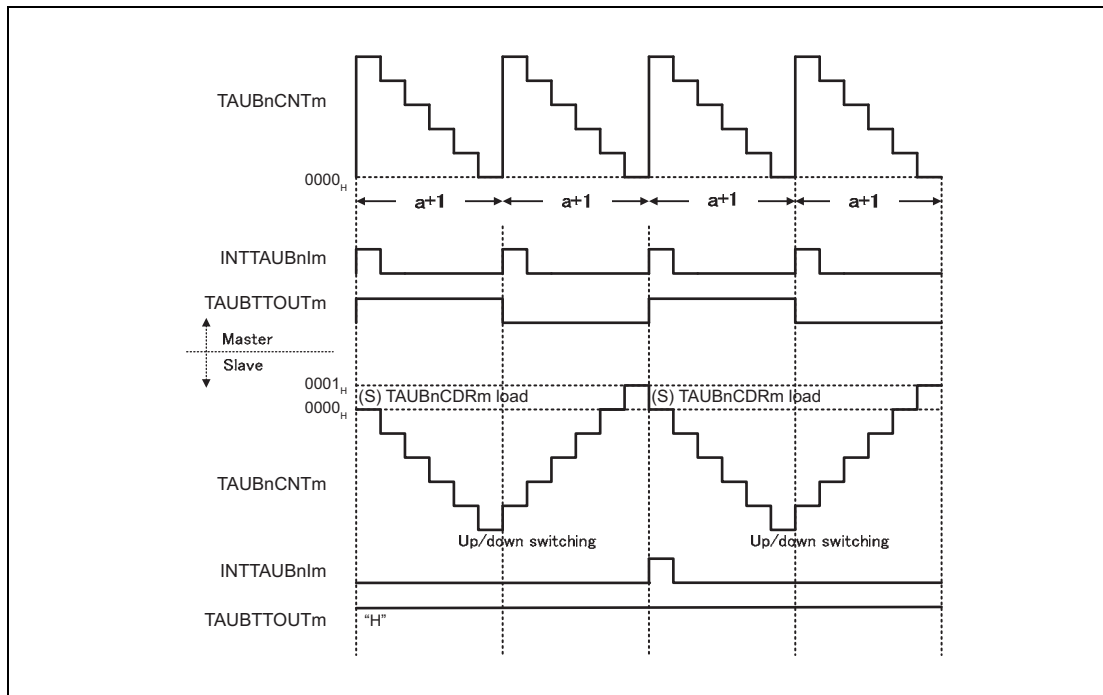 TAUBnCNTm
0000H
a+1 a+1 a+1 a+1
INTTAUBnIm
TAUBTTOUTm
Master
Slave
0001H
(S) TAUBnCDRm load (S) TAUBnCDRm load
0000H
TAUBnCNTm
Up/down switching Up/down switching
INTTAUBnIm
TAUBTTOUTm “H”